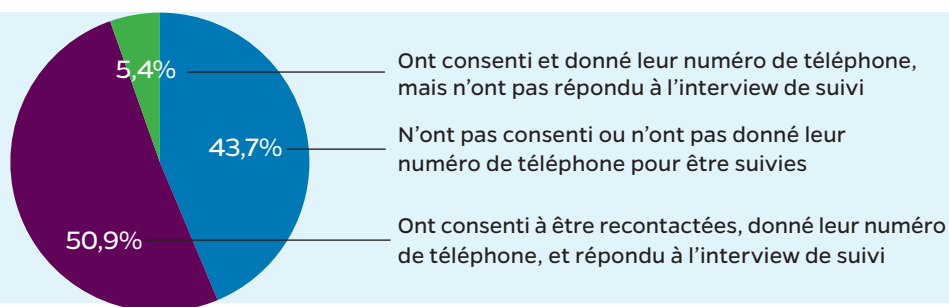 5,4%
Ont consenti et donné leur numéro de téléphone,
mais n'ont pas répondu à l'interview de suivi
43,7%
N'ont pas consenti ou n'ont pas donné leur
numéro de téléphone pour être suivies
50,9%
Ont consenti à être recontactées, donné leur numéro
de téléphone, et répondu à l'interview de suivi